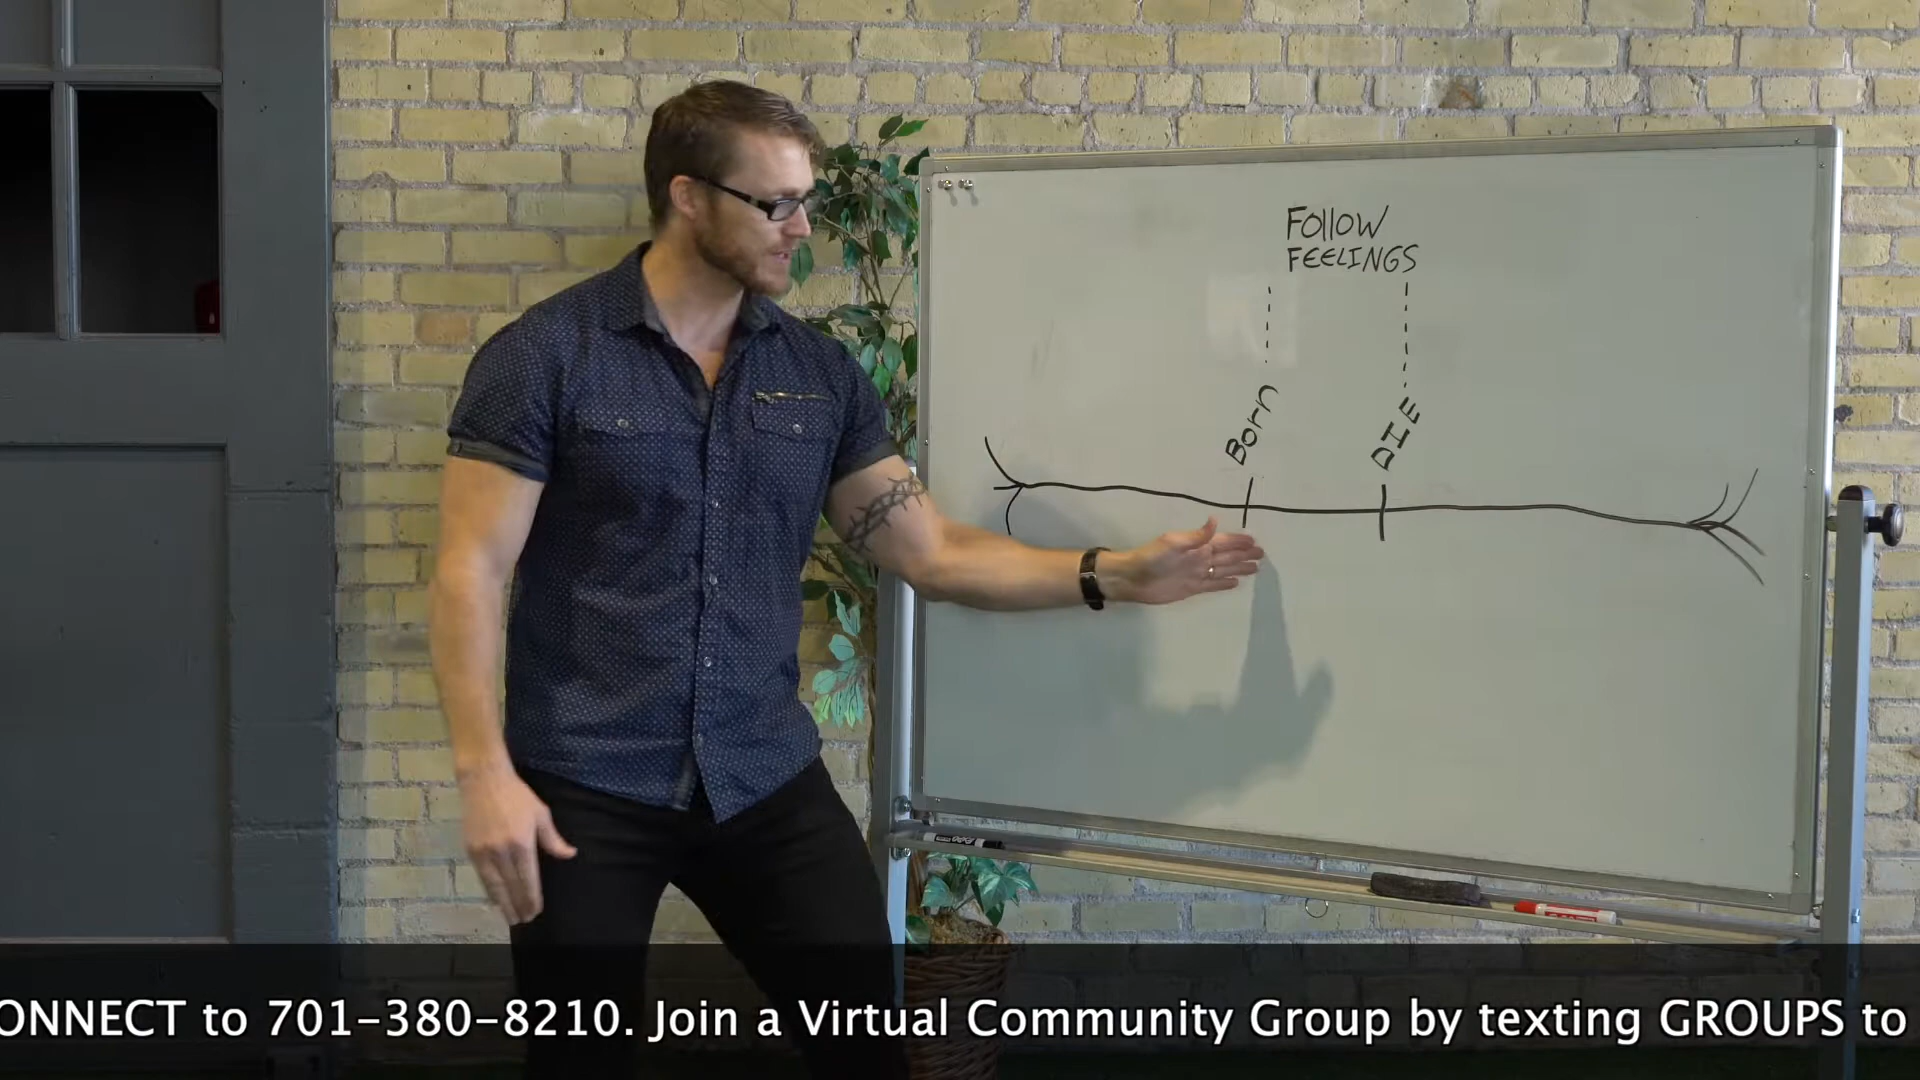 FOLLOW
FEELINGS
Born
DIE
ONNECT to 701-380-8210. Join a Virtual Community Group by texting GROUPS to